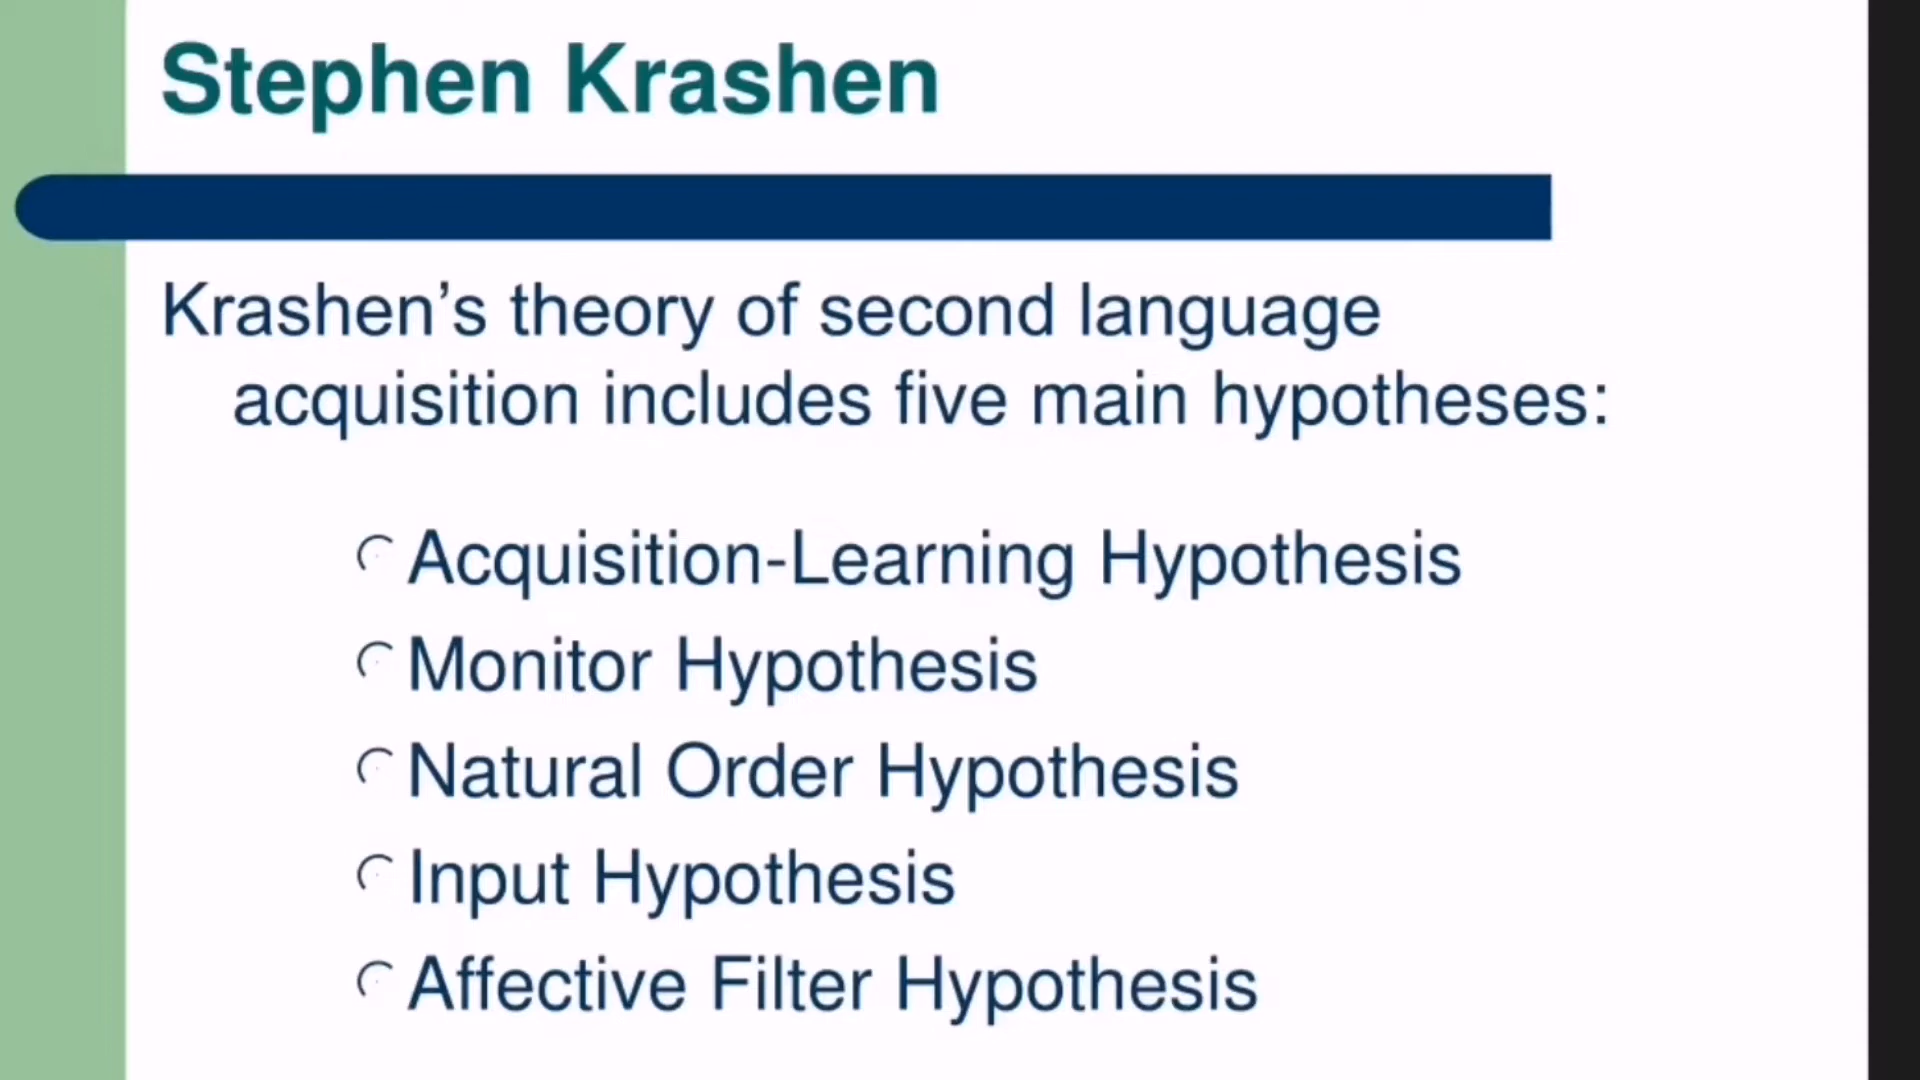 Stephen Krashen
Krashen’s theory of second language
acquisition includes five main hypotheses:
Acquisition-Learning Hypothesis
Monitor Hypothesis
Natural Order Hypothesis
Input Hypothesis
Affective Filter Hypothesis